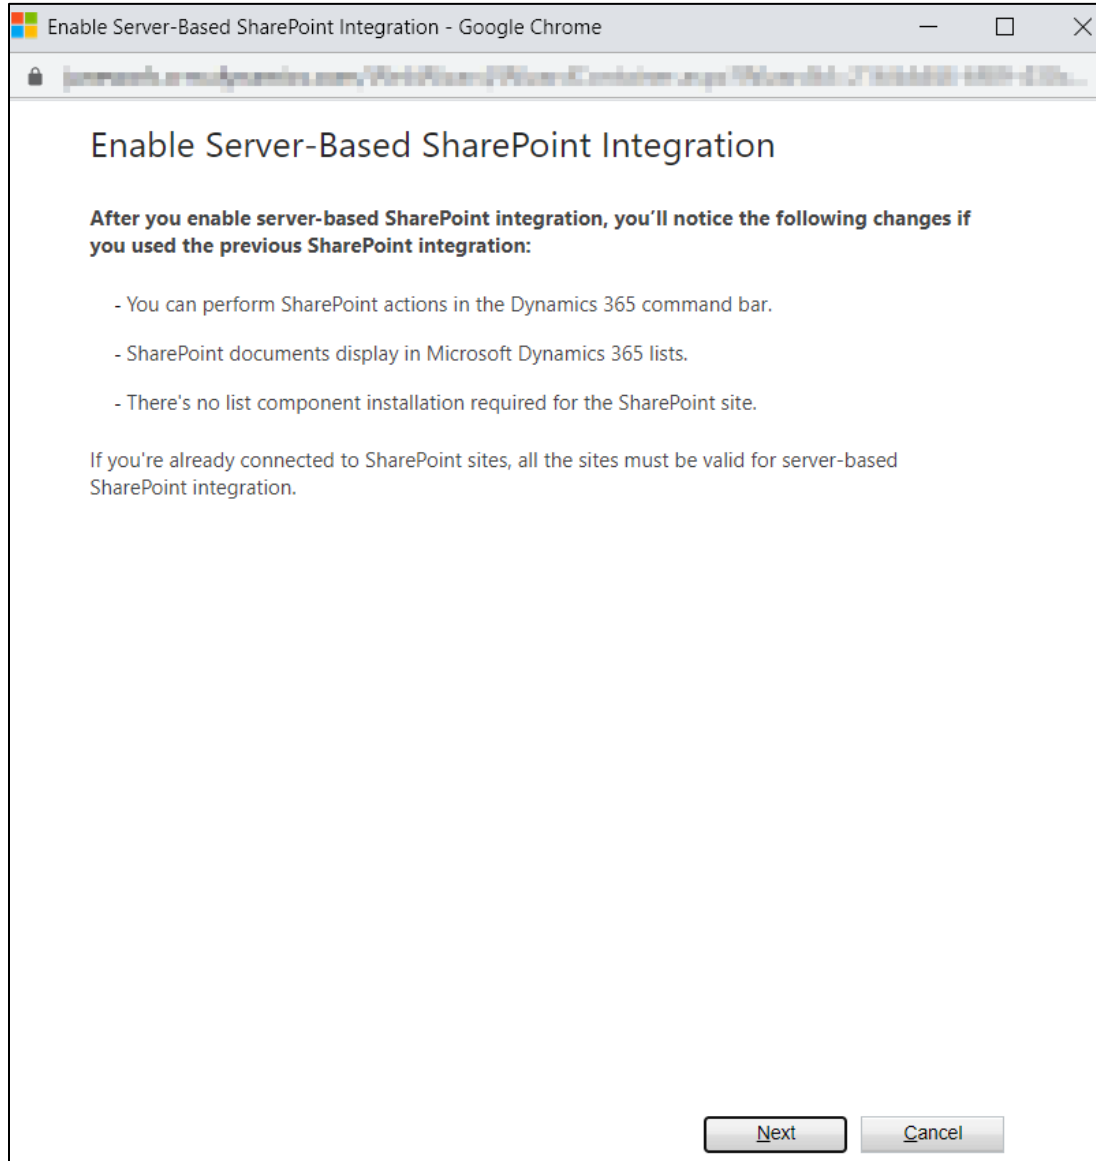 Enable Server-Based SharePoint Integration - Google Chrome
Enable Server-Based SharePoint Integration
After you enable server-based SharePoint integration, you’ll notice the following changes if
you used the previous SharePoint integration:
- You can perform SharePoint actions in the Dynamics 365 command bar.
- SharePoint documents display in Microsoft Dynamics 365 lists.
- There's no list component installation required for the SharePoint site.
If you're already connected to SharePoint sites, all the sites must be valid for server-based
SharePoint integration.
Next Cancel